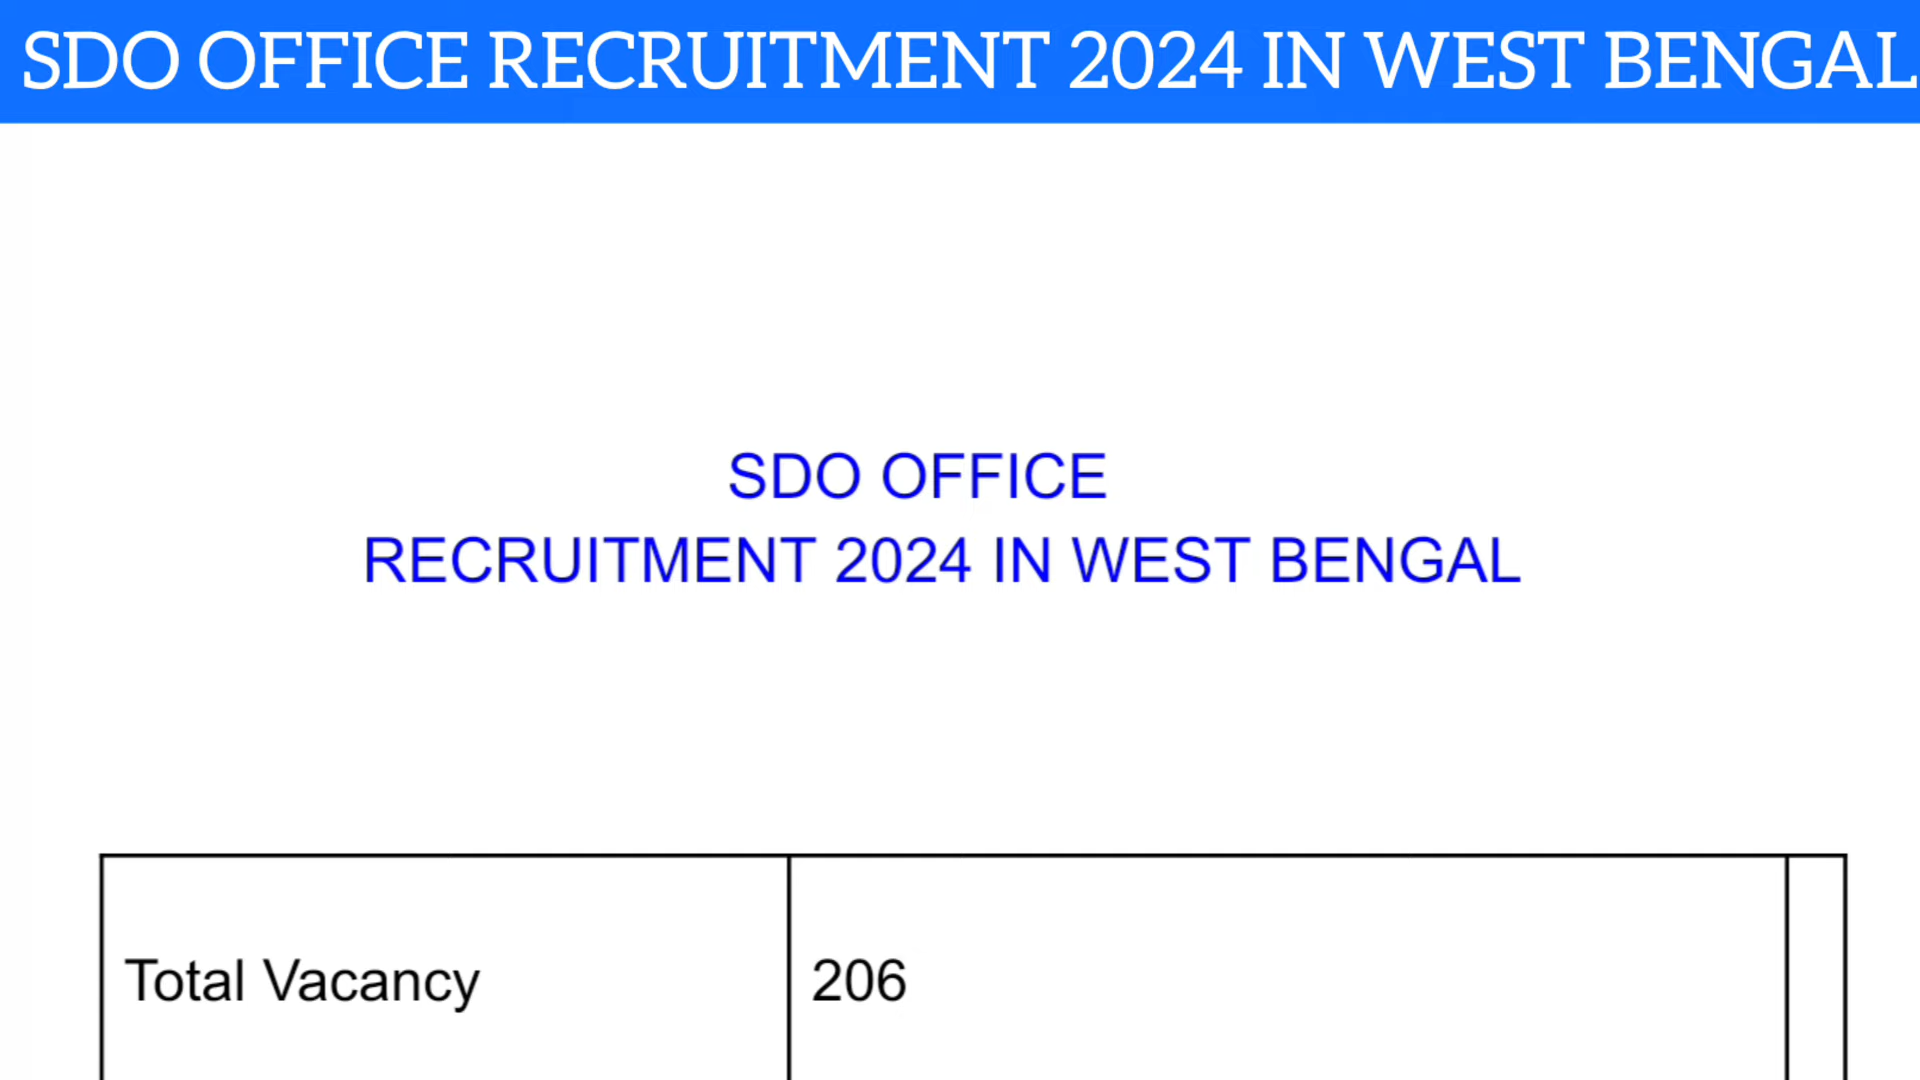 SDO OFFICE RECRUITMENT 2024 IN WEST BENGAL
SDO OFFICE
RECRUITMENT 2024 IN WEST BENGAL
Total Vacancy 206